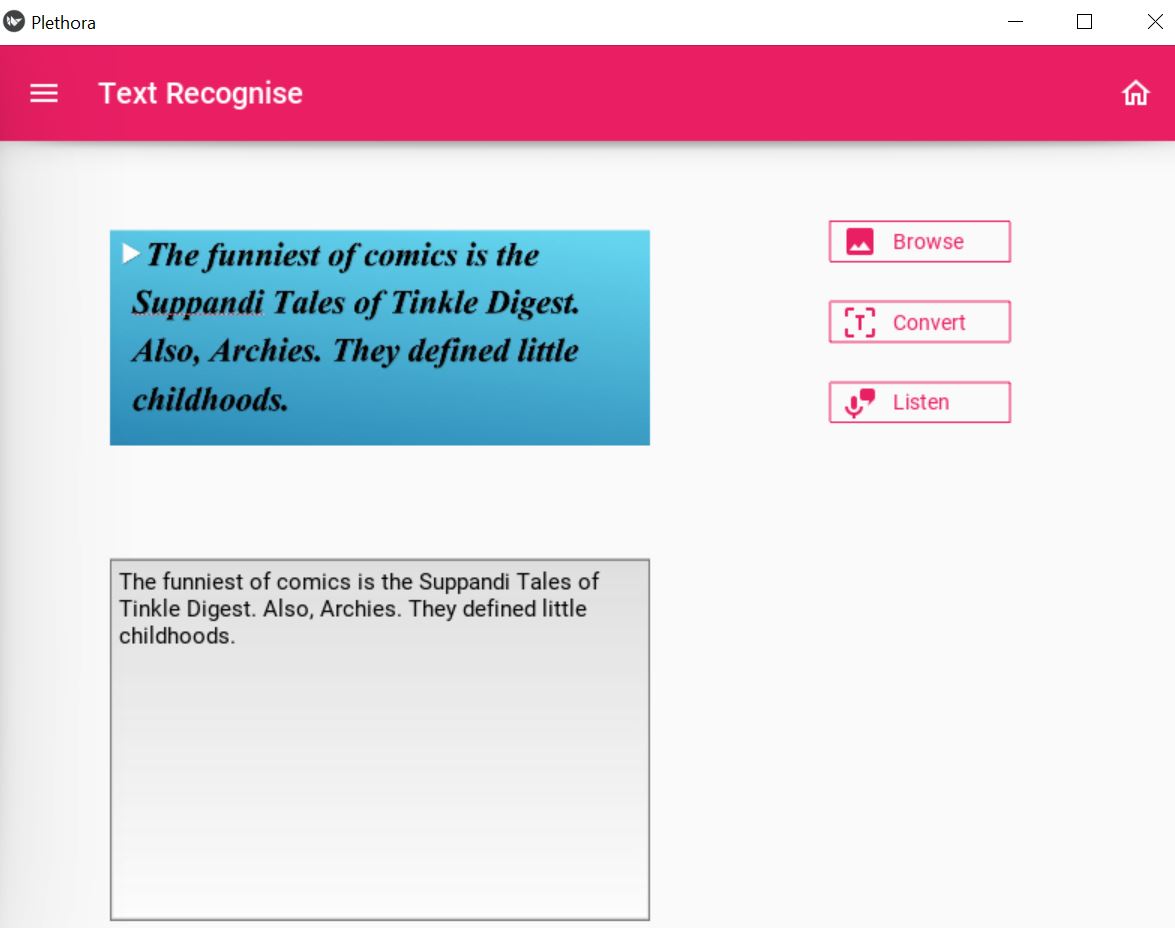 Plethora
Text Recognise
The funniest of comics is the
Suppandi Tales of Tinkle Digest.
Also, Archies. They defined little
childhoods.
Browse
Convert
Listen
The funniest of comics is the Suppandi Tales of
Tinkle Digest. Also, Archies. They defined little
childhoods.